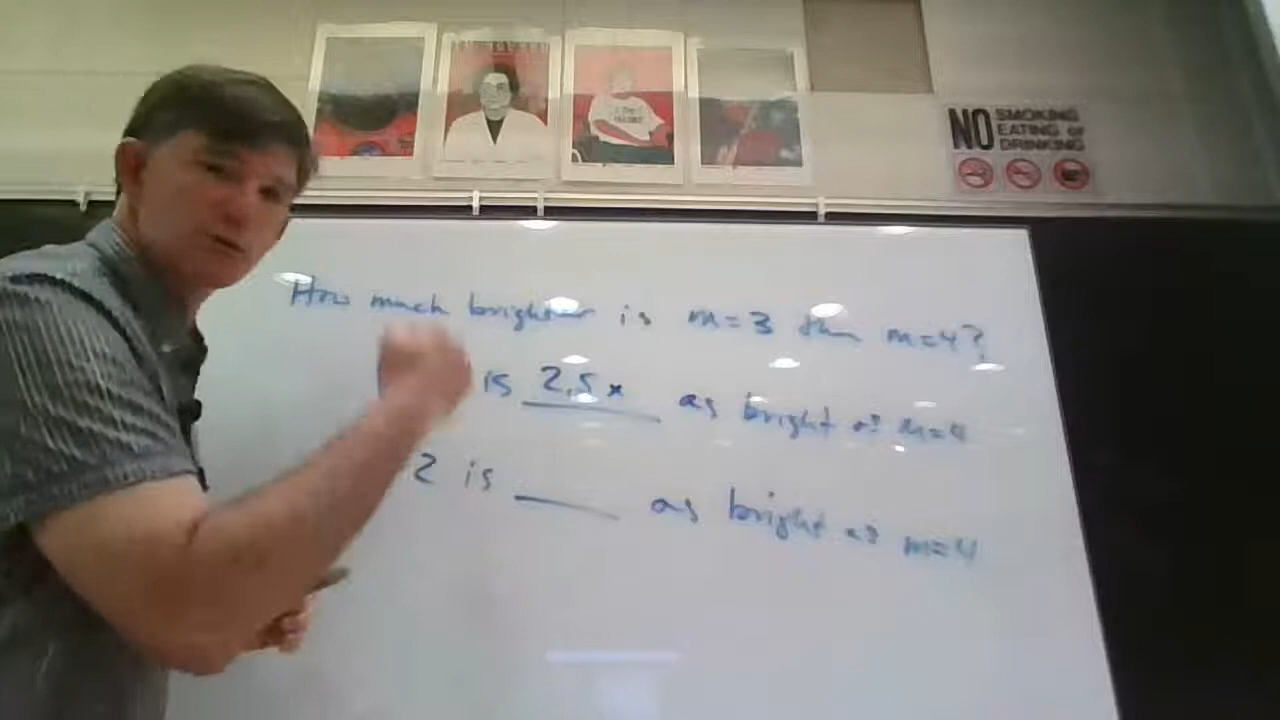 NO SMOKING
EATING or
DRINKING
How much brighter is m=3 than m=4?
is 2.5x as bright as m=4
2 is ___ as bright as m=4